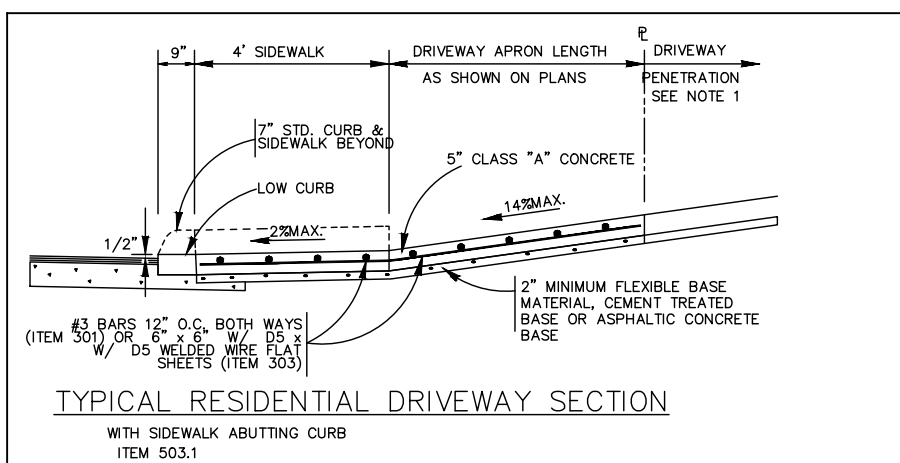 ℄
9" 4' SIDEWALK DRIVEWAY APRON LENGTH DRIVEWAY
AS SHOWN ON PLANS PENETRATION
SEE NOTE 1
7" STD. CURB &
SIDEWALK BEYOND
5" CLASS "A" CONCRETE
LOW CURB
14%MAX.
2%MAX.
1/2"
2" MINIMUM FLEXIBLE BASE
MATERIAL, CEMENT TREATED
BASE OR ASPHALTIC CONCRETE
BASE
#3 BARS 12" O.C. BOTH WAYS
(ITEM 301) OR 6" x 6" W/ D5 x
W/ D5 WELDED WIRE FLAT
SHEETS (ITEM 303)
TYPICAL RESIDENTIAL DRIVEWAY SECTION
WITH SIDEWALK ABUTTING CURB
ITEM 503.1